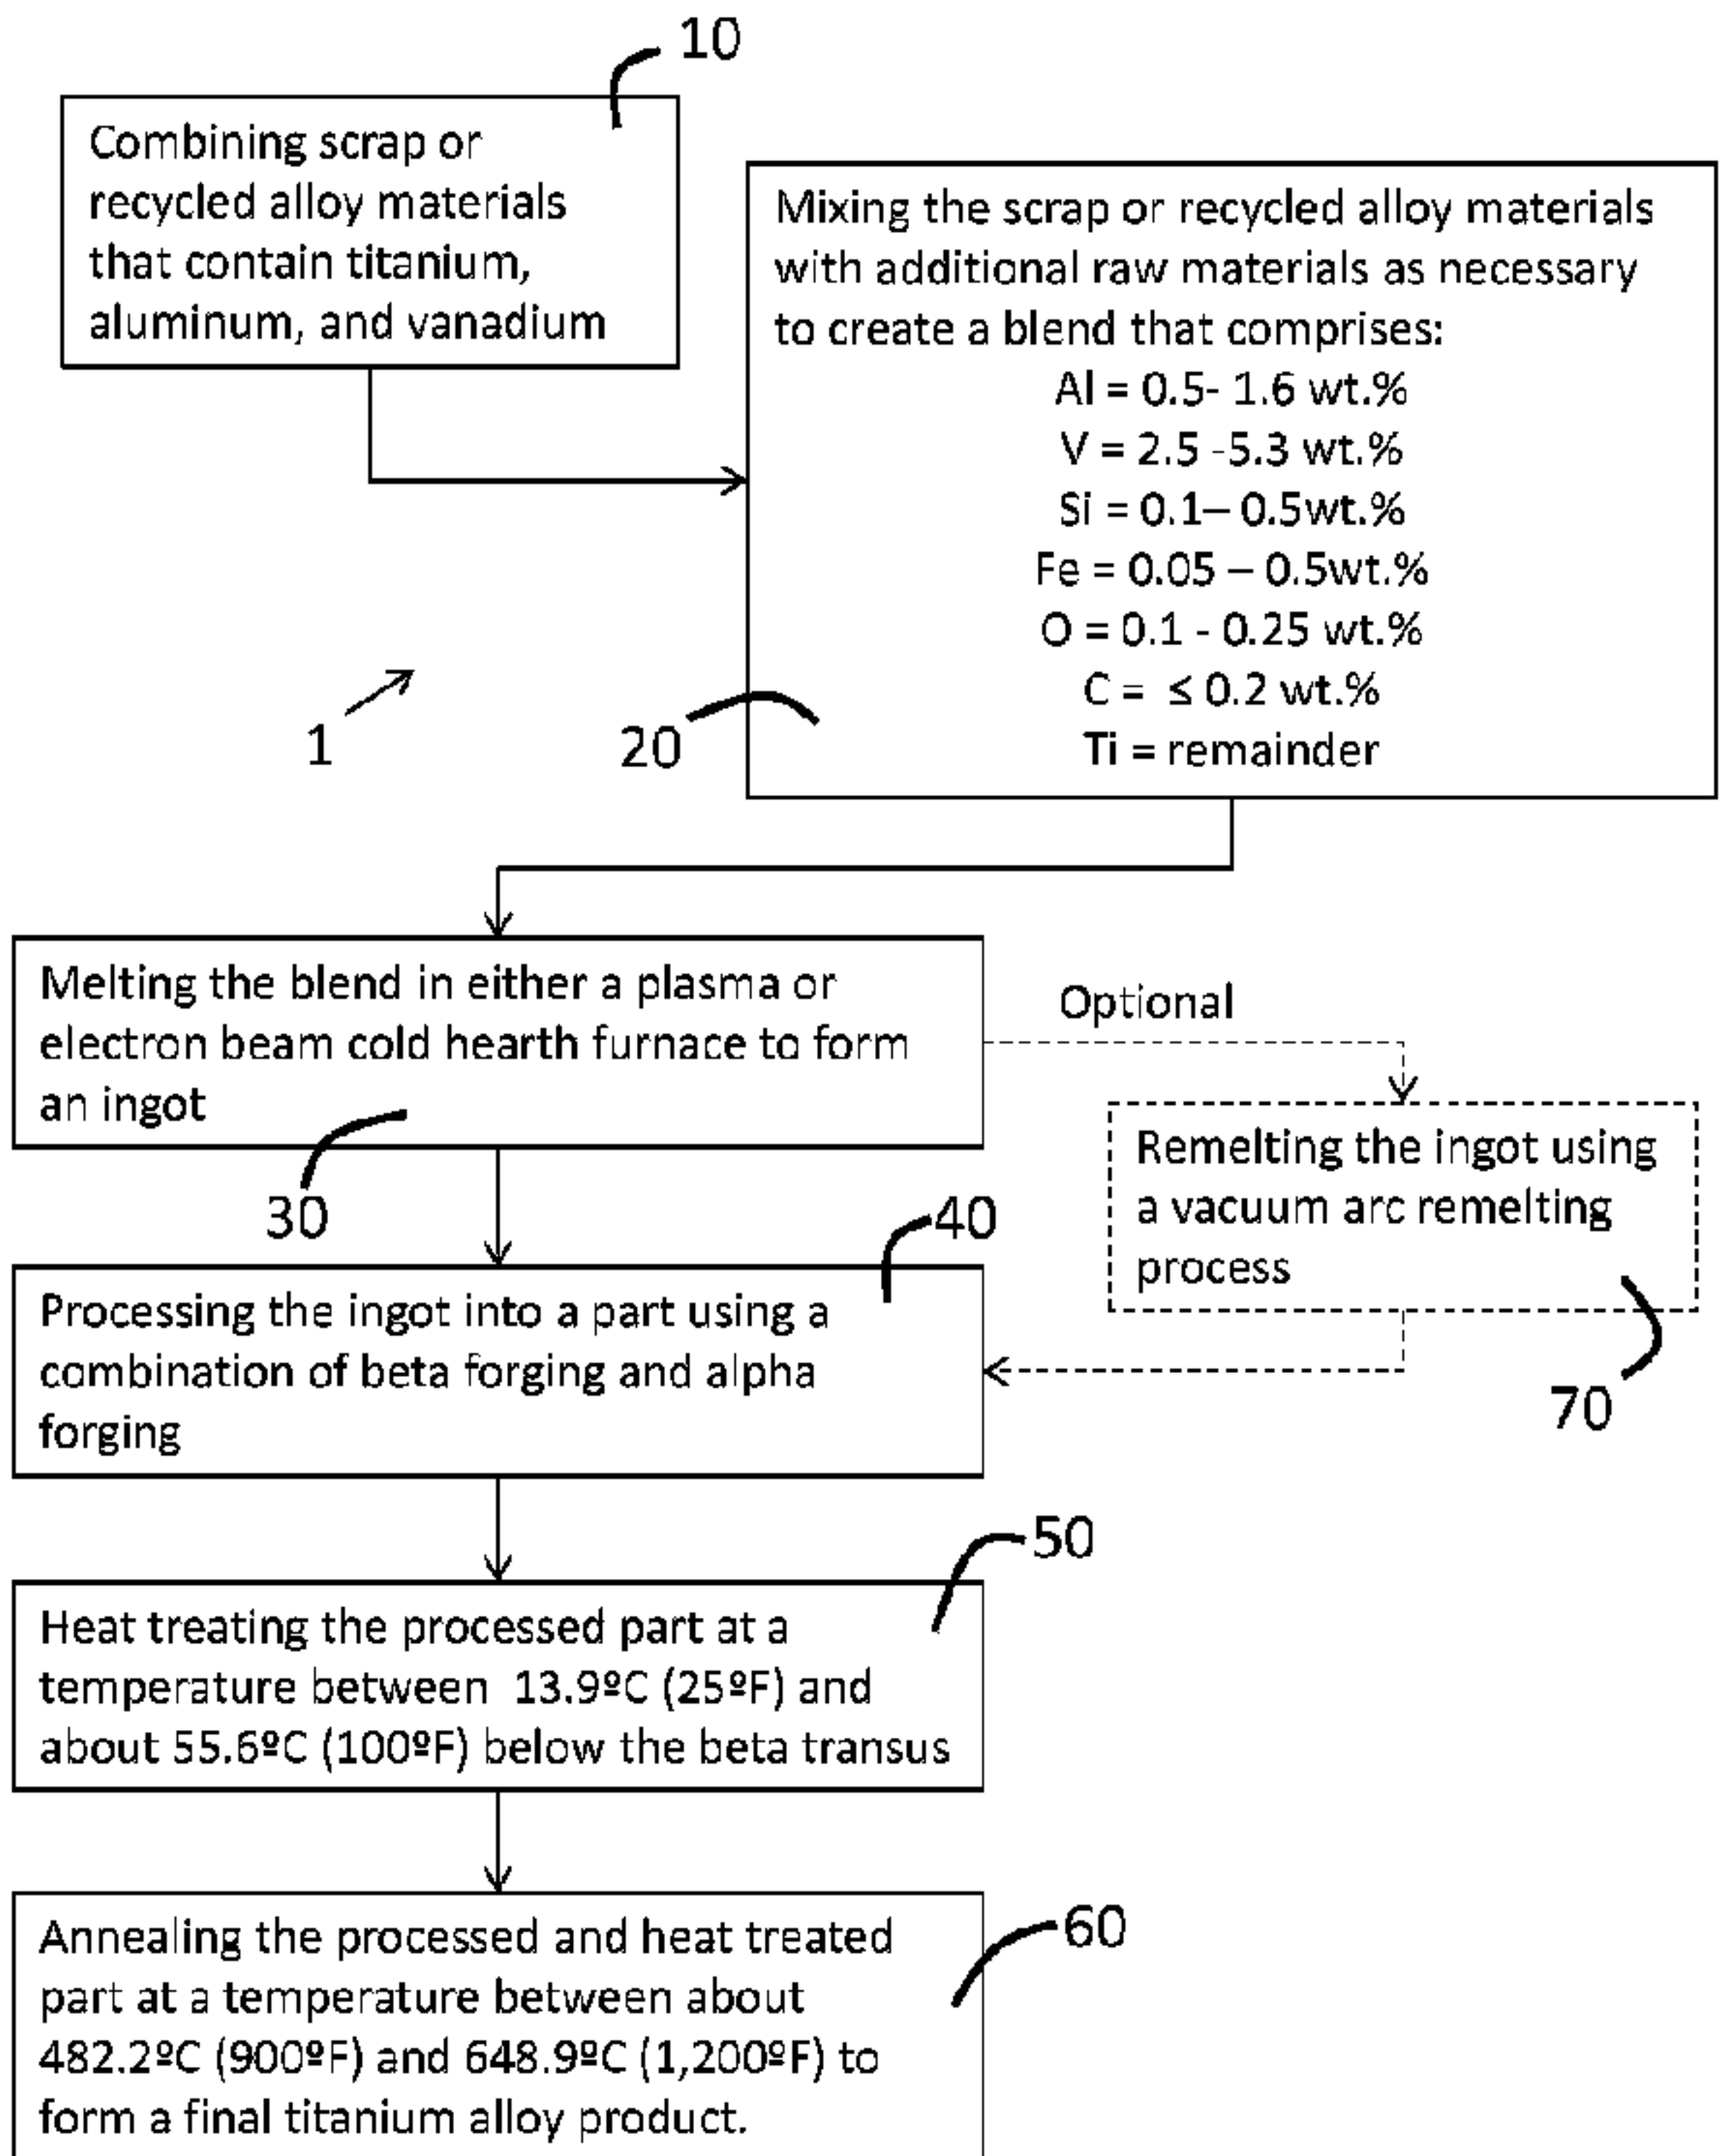 10
Combining scrap or
recycled alloy materials
that contain titanium,
aluminum, and vanadium
Mixing the scrap or recycled alloy materials
with additional raw materials as necessary
to create a blend that comprises:
Al = 0.5- 1.6 wt.%
V = 2.5 -5.3 wt.%
Si = 0.1– 0.5wt.%
Fe = 0.05 – 0.5wt.%
O = 0.1 - 0.25 wt.%
C = ≤ 0.2 wt.%
Ti = remainder
1
20
Melting the blend in either a plasma or
electron beam cold hearth furnace to form
an ingot
30
Optional
Remelting the ingot using
a vacuum arc remelting
process
70
40
Processing the ingot into a part using a
combination of beta forging and alpha
forging
50
Heat treating the processed part at a
temperature between 13.9ºC (25ºF) and
about 55.6ºC (100ºF) below the beta transus
60
Annealing the processed and heat treated
part at a temperature between about
482.2ºC (900ºF) and 648.9ºC (1,200ºF) to
form a final titanium alloy product.